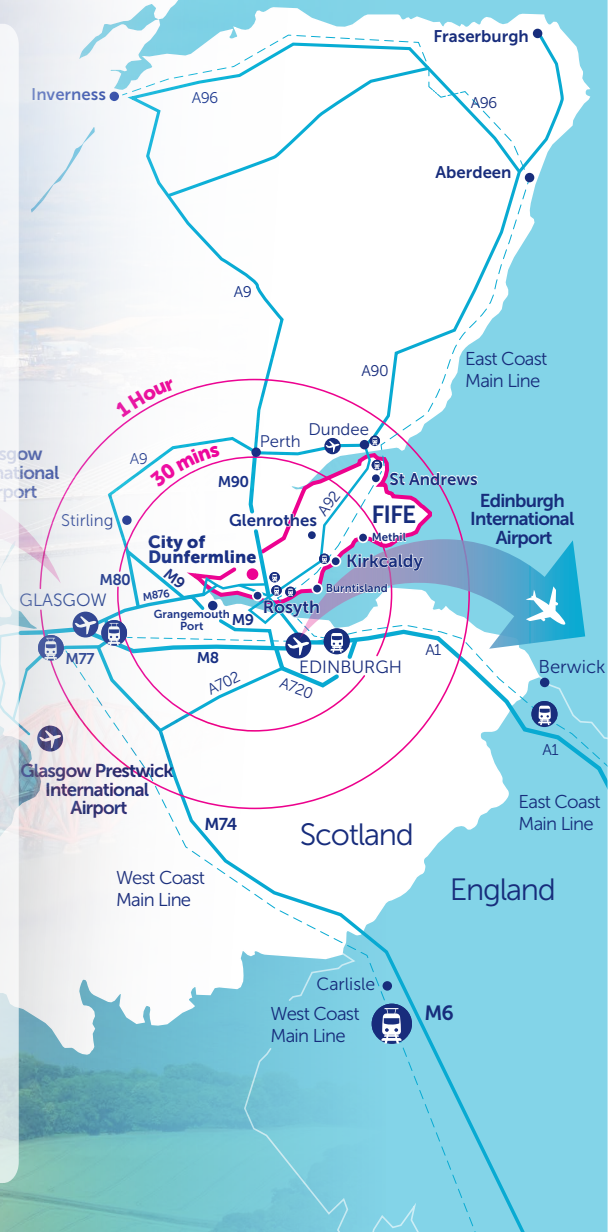 Fraserburgh
Inverness
A96
A96
Aberdeen
A9
East Coast
Main Line
A90
1 Hour
Dundee
Perth
A9
30 mins
M90
St Andrews
A92
Edinburgh
International
Airport
Stirling
Glenrothes
FIFE
City of
Dunfermline
Methil
Kirkcaldy
M80
M9
M876
Burntisland
GLASGOW
Rosyth
Grangemouth
Port
M9
M77
M8
EDINBURGH
A1
A702
A720
Berwick
A1
Glasgow Prestwick
International
Airport
East Coast
Main Line
M74
Scotland
West Coast
Main Line
England
Carlisle
West Coast
Main Line
M6